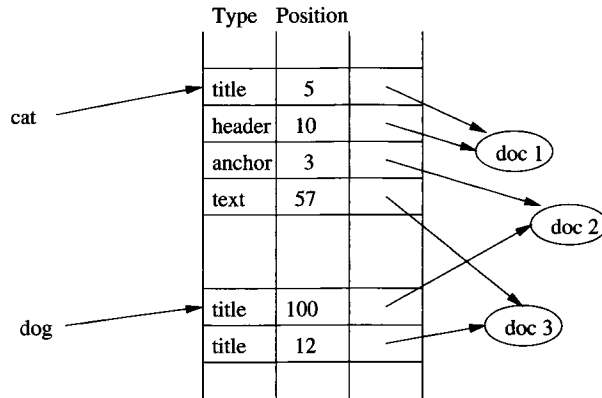 Type Position
title 5
cat
header 10
doc 1
anchor 3
text 57
doc 2
title 100
dog
doc 3
title 12